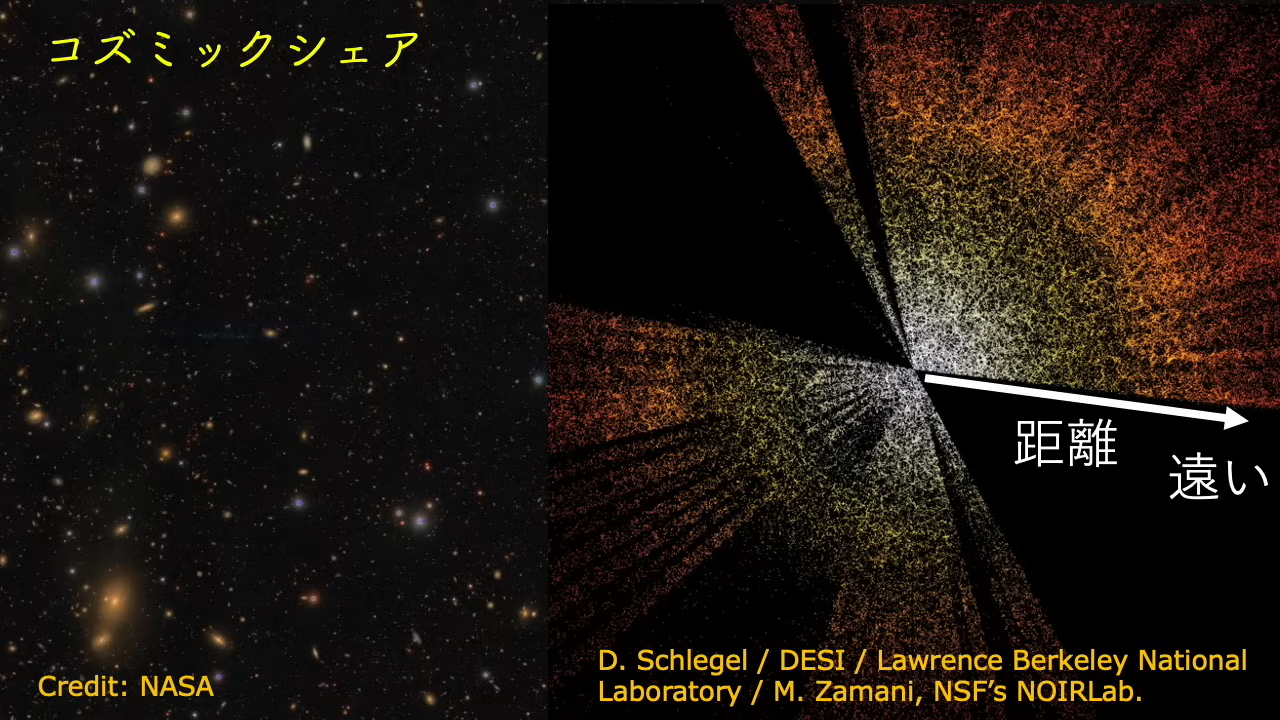 コズミックシェア
距離
遠い
Credit: NASA
D. Schlegel / DESI / Lawrence Berkeley National
Laboratory / M. Zamani, NSF’s NOIRLab.